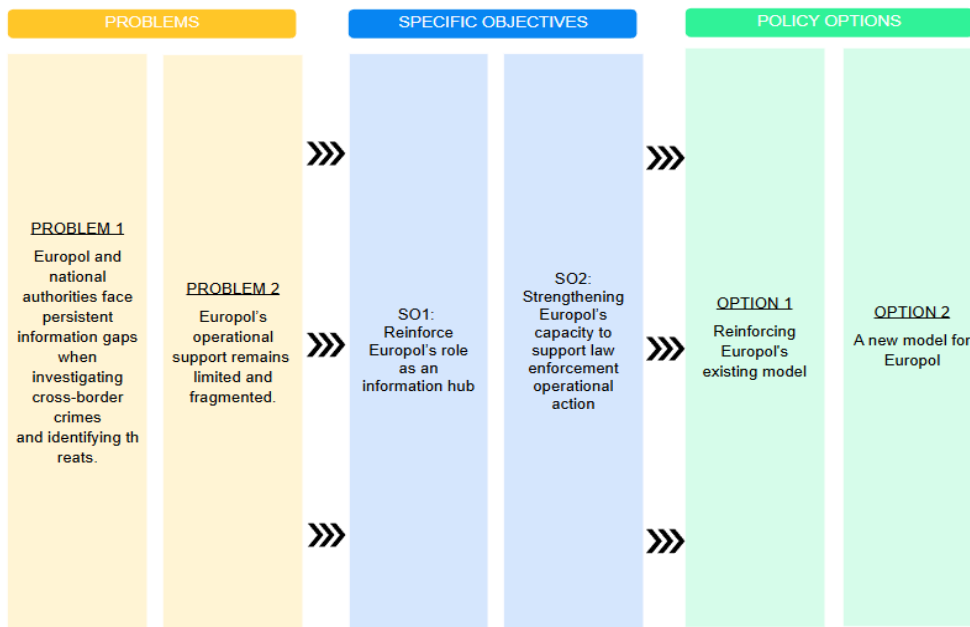 PROBLEMS
SPECIFIC OBJECTIVES
POLICY OPTIONS
PROBLEM 1
Europol and
national
authorities face
persistent
information gaps
when
investigating
cross-border
crimes
and identifying th
reats.
PROBLEM 2
Europol's
operational
support remains
limited and
fragmented.
SO1:
Reinforce
Europol's role
as an
information hub
SO2:
Strengthening
Europol's
capacity to
support law
enforcement
operational
action
OPTION 1
Reinforcing
Europol's
existing model
OPTION 2
A new model for
Europol